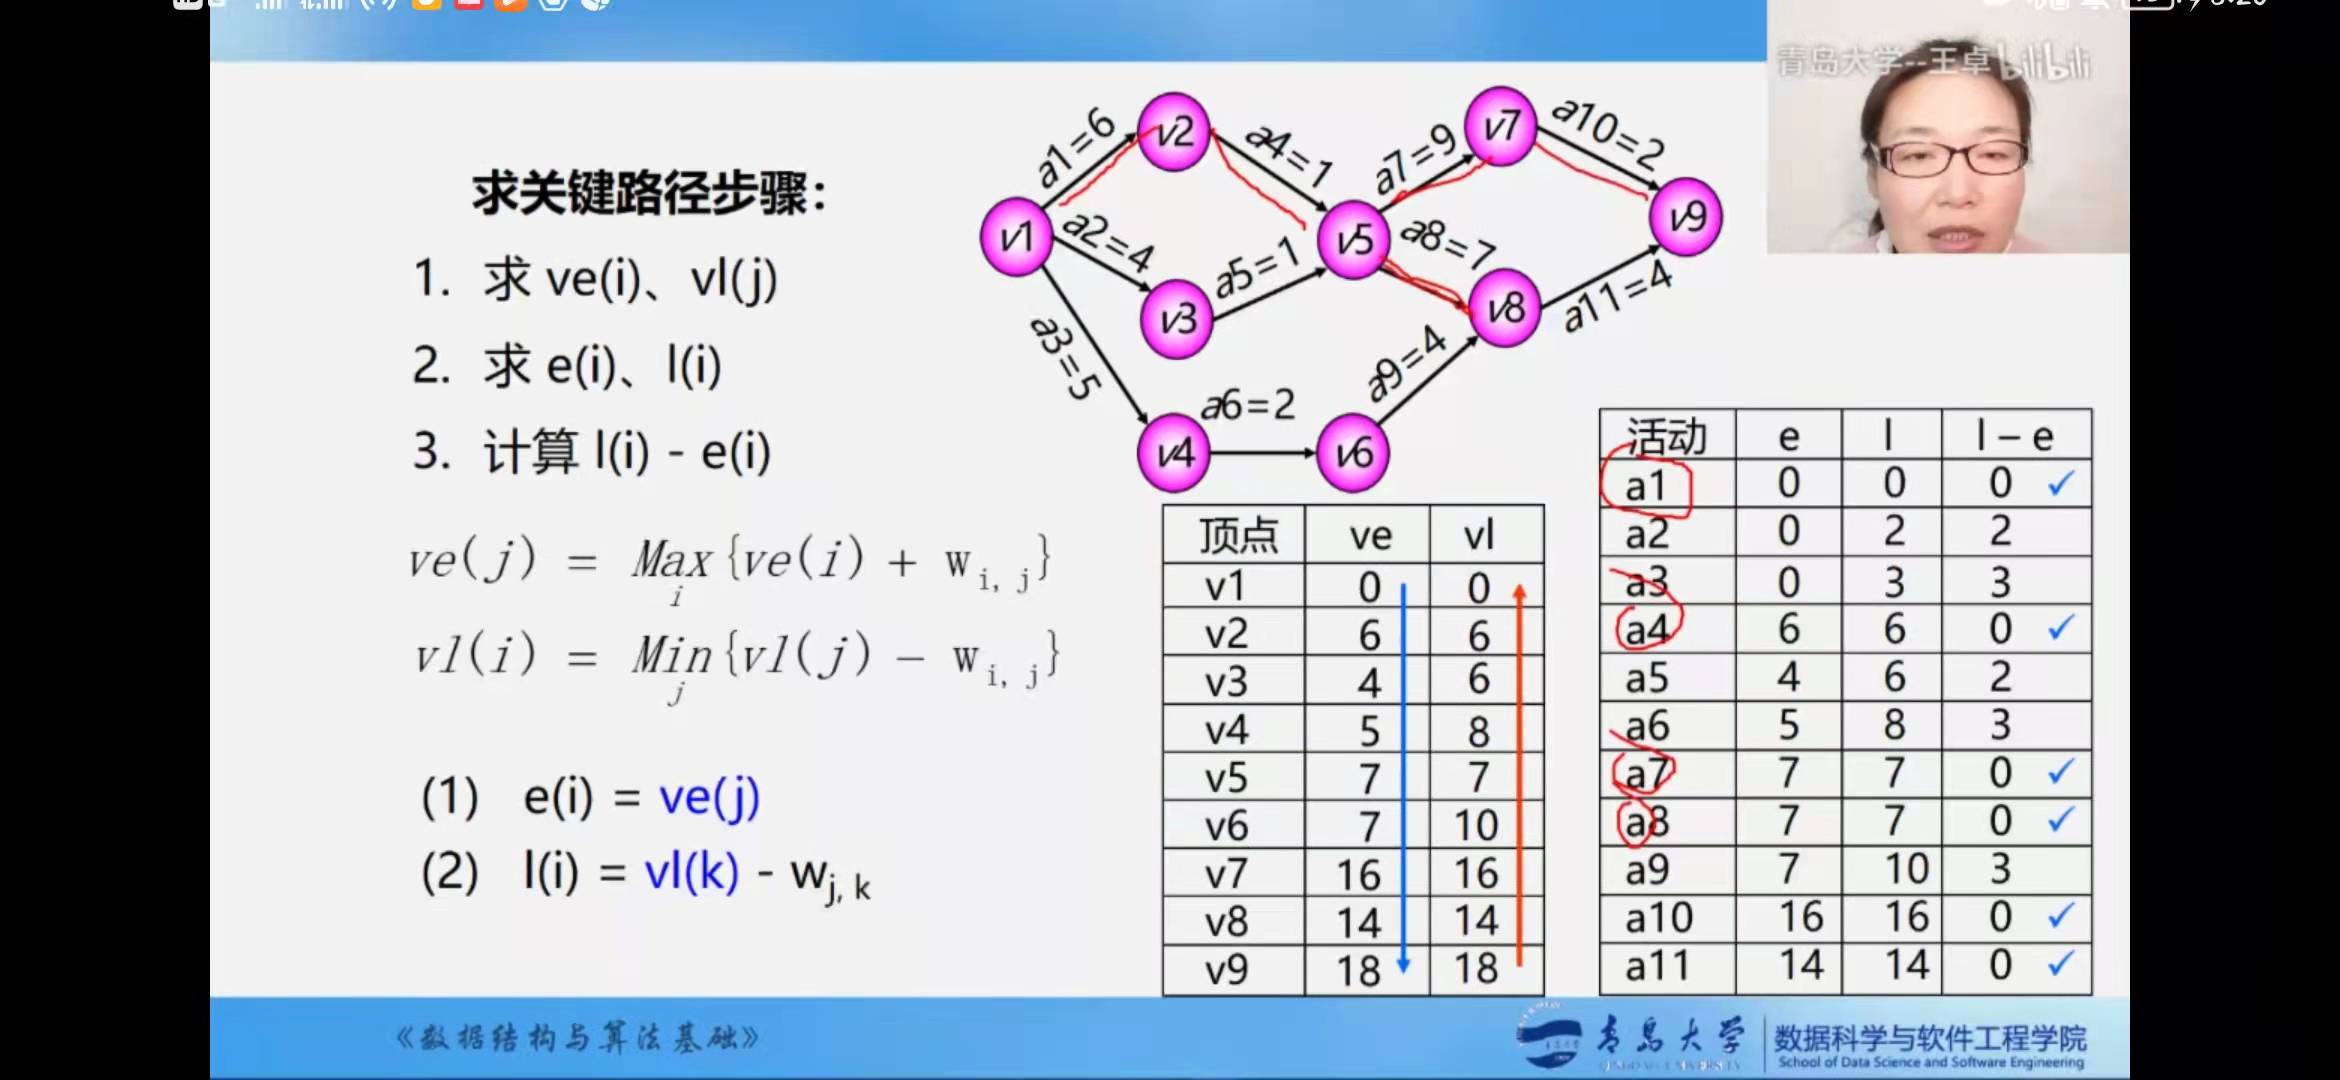 青岛大学--王卓 bilibili
求关键路径步骤：
1. 求 ve(i)、vl(j)
2. 求 e(i)、l(i)
3. 计算 l(i) - e(i)
ve(j) = Max{ve(i) + w i, j}
i
vl(i) = Min{vl(j) - w i, j}
j
(1) e(i) = ve(j)
(2) l(i) = vl(k) - w j, k
v1
v2
v3
v4
v5
v6
v7
v8
v9
a1=6
a2=4
a3=5
a4=1
a5=1
a6=2
a7=9
a8=7
a9=4
a10=2
a11=4
顶点 ve vl
v1 0 0
v2 6 6
v3 4 6
v4 5 8
v5 7 7
v6 7 10
v7 16 16
v8 14 14
v9 18 18
活动 e l l – e
a1 0 0 0 ✓
a2 0 2 2
a3 0 3 3
a4 6 6 0 ✓
a5 4 6 2
a6 5 8 3
a7 7 7 0 ✓
a8 7 7 0 ✓
a9 7 10 3
a10 16 16 0 ✓
a11 14 14 0 ✓
《数据结构与算法基础》
青岛大学
QINGDAO UNIVERSITY
数据科学与软件工程学院
School of Data Science and Software Engineering